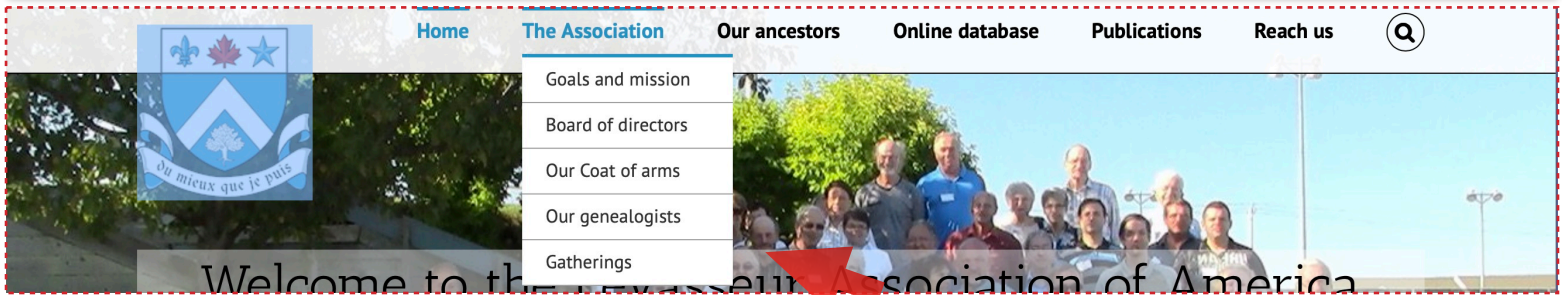 Home The Association Our ancestors Online database Publications Reach us
Goals and mission
Board of directors
Our Coat of arms
Our genealogists
Gatherings
du mieux que je puis
Welcome to the Levasseur Association of America